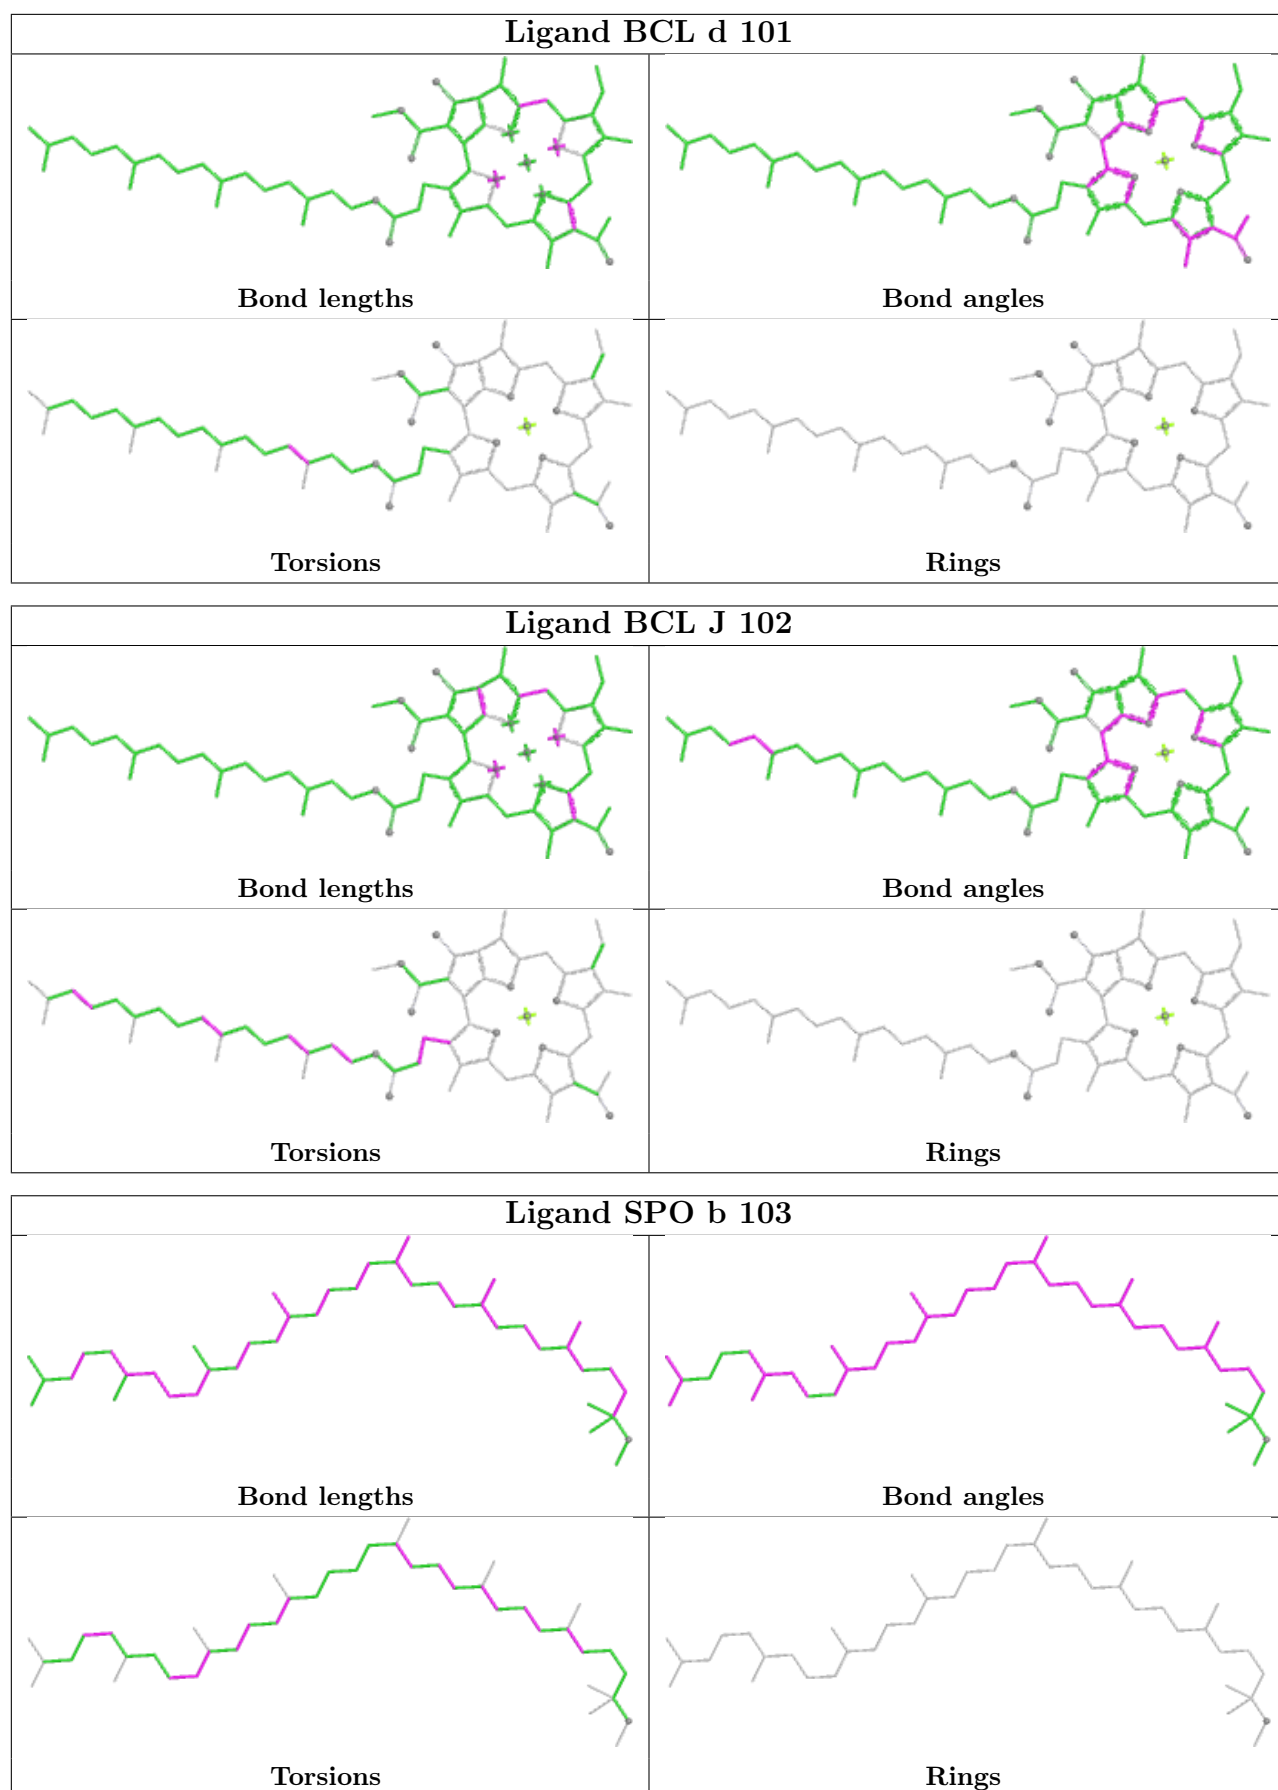 Ligand BCL d 101
Bond lengths
Bond angles
Torsions
Rings
Ligand BCL J 102
Bond lengths
Bond angles
Torsions
Rings
Ligand SPO b 103
Bond lengths
Bond angles
Torsions
Rings